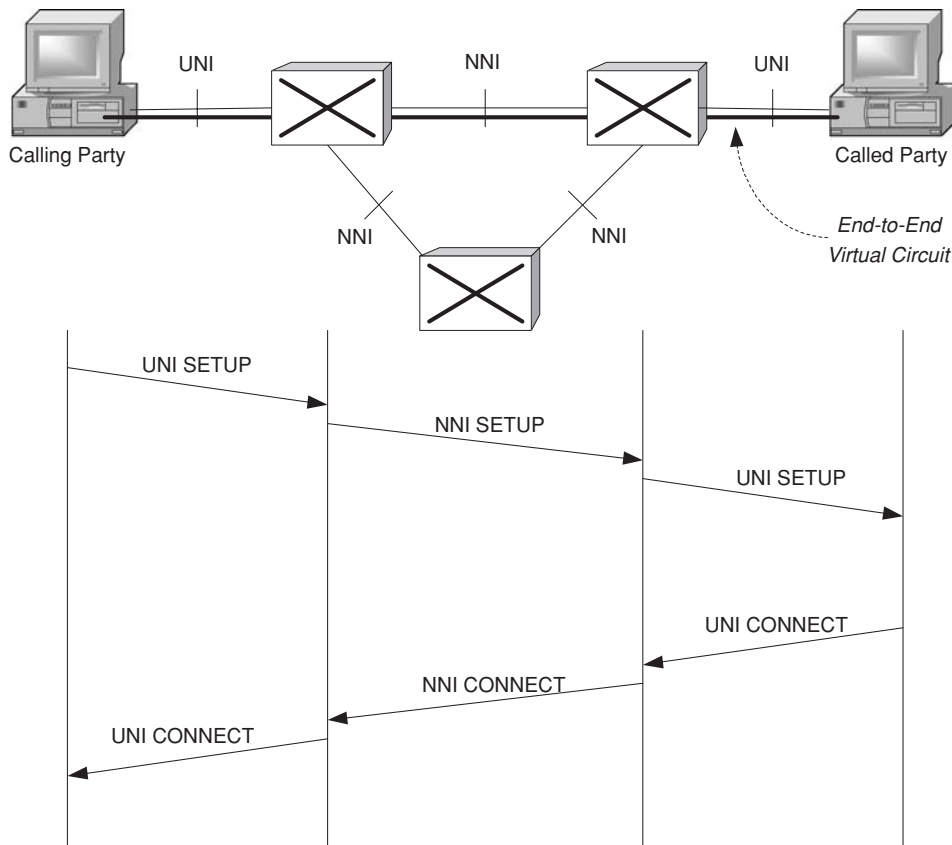 UNI
NNI
UNI
Calling Party
Called Party
NNI
NNI
End-to-End
Virtual Circuit
UNI SETUP
NNI SETUP
UNI SETUP
UNI CONNECT
NNI CONNECT
UNI CONNECT